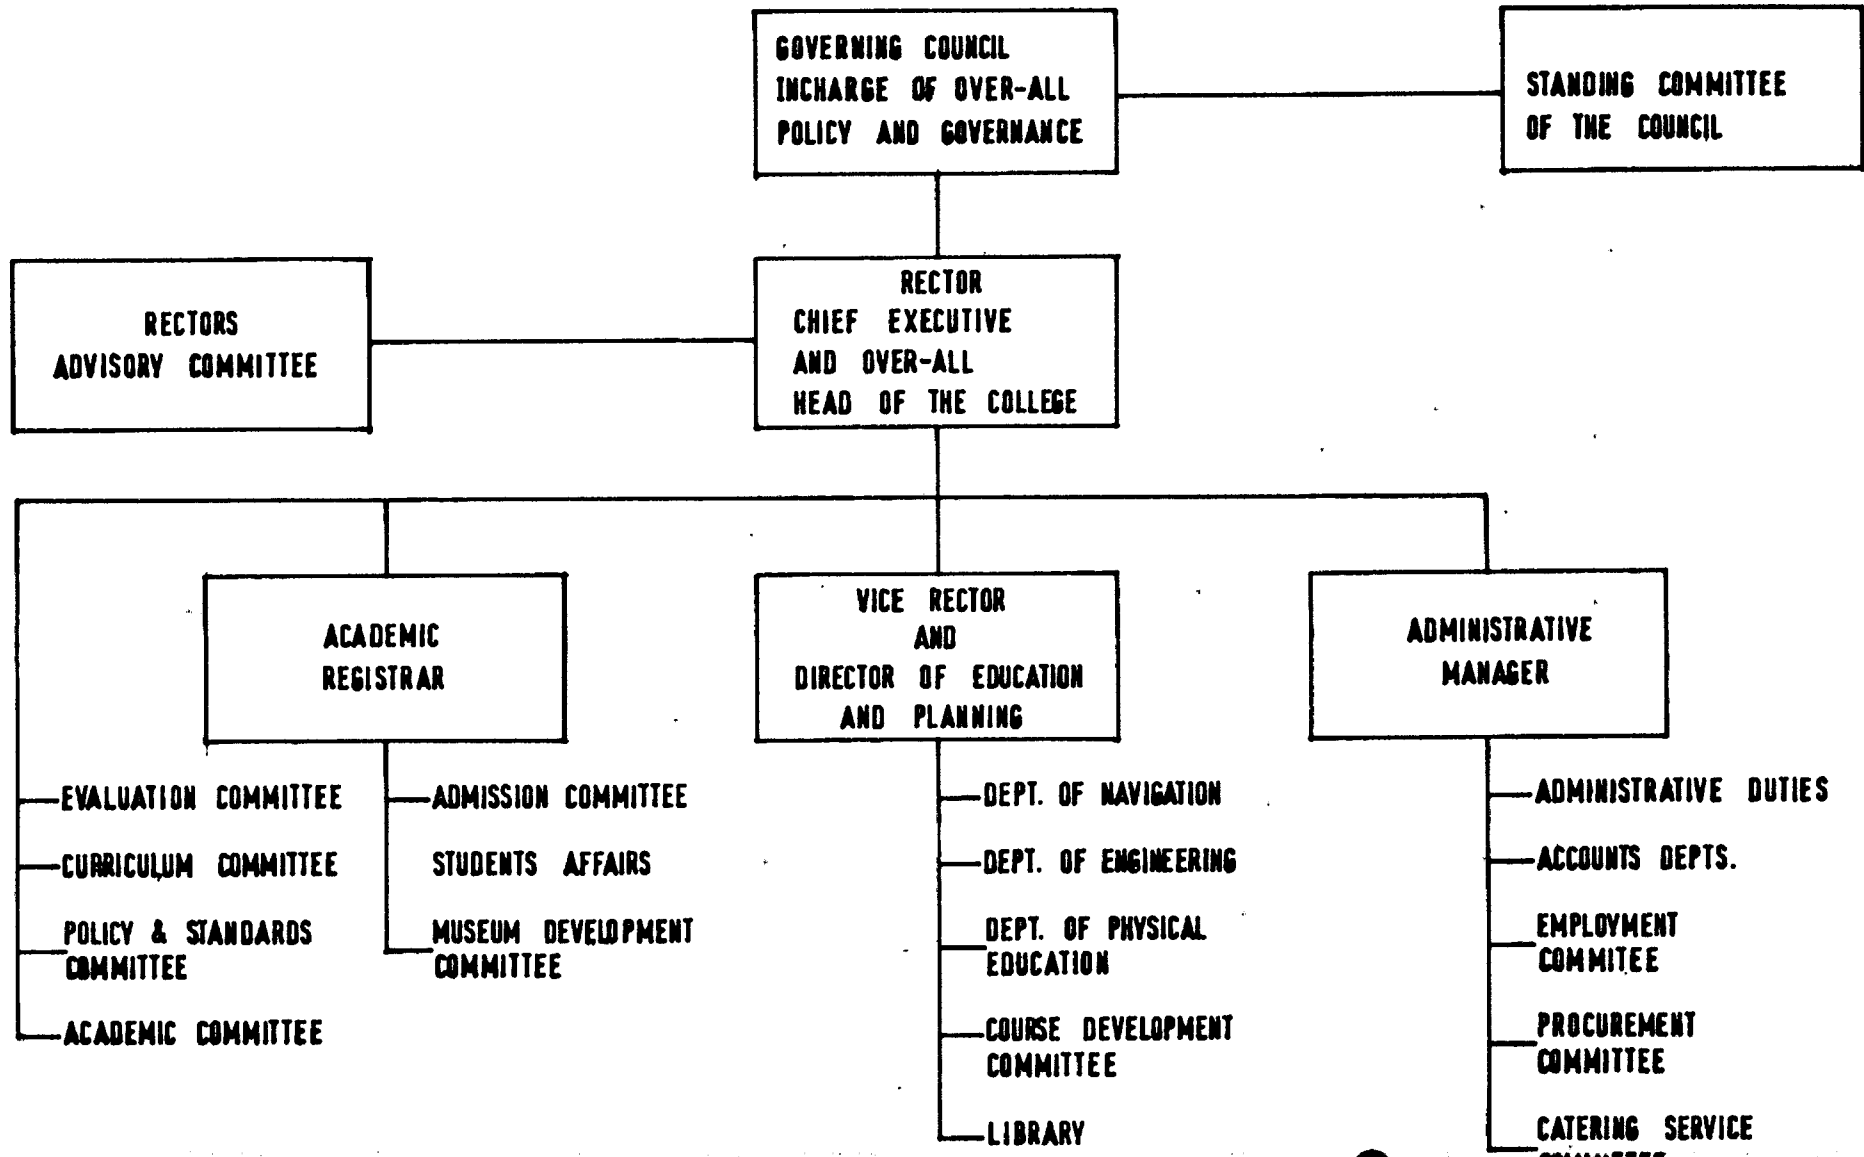 GOVERNING COUNCIL
INCHARGE OF OVER-ALL
POLICY AND GOVERNANCE
STANDING COMMITTEE
OF THE COUNCIL
RECTORS
ADVISORY COMMITTEE
RECTOR
CHIEF EXECUTIVE
AND OVER-ALL
HEAD OF THE COLLEGE
ACADEMIC
REGISTRAR
VICE RECTOR
AND
DIRECTOR OF EDUCATION
AND PLANNING
ADMINISTRATIVE
MANAGER
EVALUATION COMMITTEE
CURRICULUM COMMITTEE
POLICY & STANDARDS
COMMITTEE
ACADEMIC COMMITTEE
ADMISSION COMMITTEE
STUDENTS AFFAIRS
MUSEUM DEVELOPMENT
COMMITTEE
DEPT. OF NAVIGATION
DEPT. OF ENGINEERING
DEPT. OF PHYSICAL
EDUCATION
COURSE DEVELOPMENT
COMMITTEE
LIBRARY
ADMINISTRATIVE DUTIES
ACCOUNTS DEPTS.
EMPLOYMENT
COMMITEE
PROCUREMENT
COMMITTEE
CATERING SERVICE